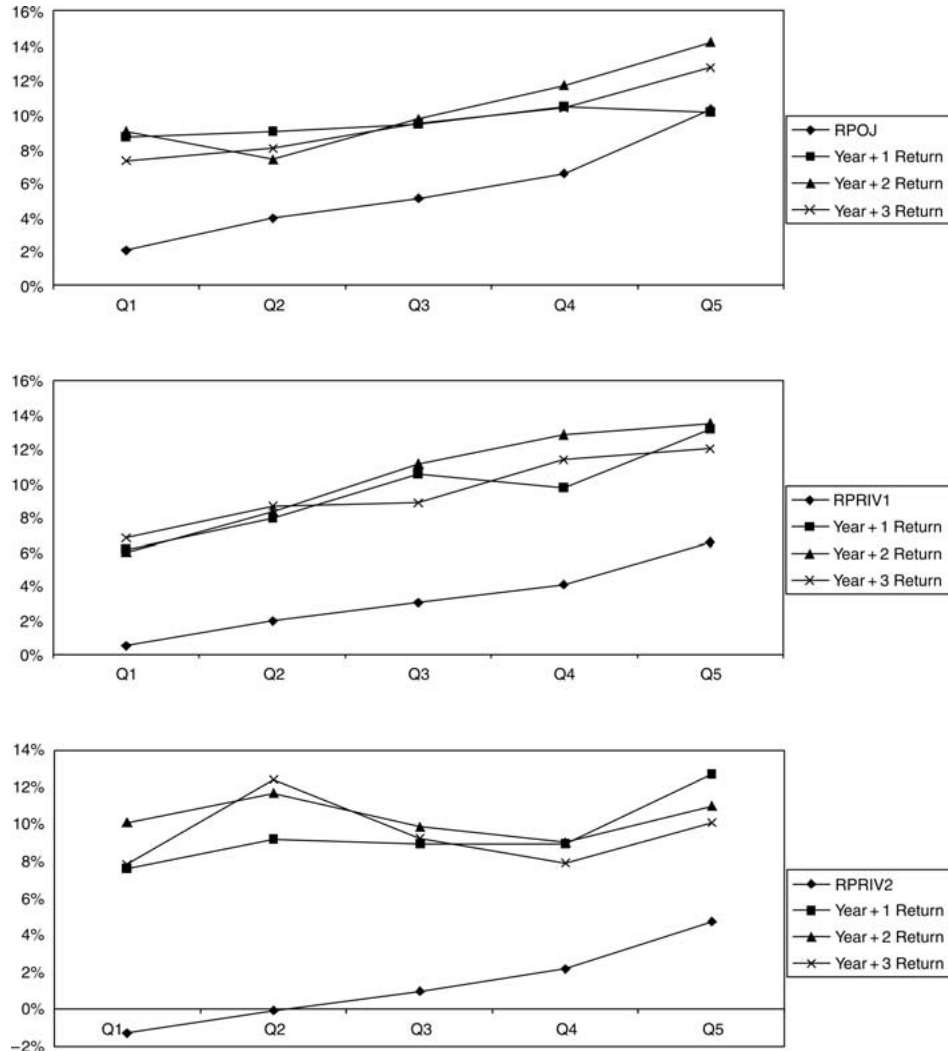 16%
14%
12%
10%
8%
6%
4%
2%
0%
Q1 Q2 Q3 Q4 Q5
RPOJ
Year + 1 Return
Year + 2 Return
Year + 3 Return
16%
14%
12%
10%
8%
6%
4%
2%
0%
Q1 Q2 Q3 Q4 Q5
RPRIV1
Year + 1 Return
Year + 2 Return
Year + 3 Return
14%
12%
10%
8%
6%
4%
2%
0%
−2%
Q1 Q2 Q3 Q4 Q5
RPRIV2
Year + 1 Return
Year + 2 Return
Year + 3 Return